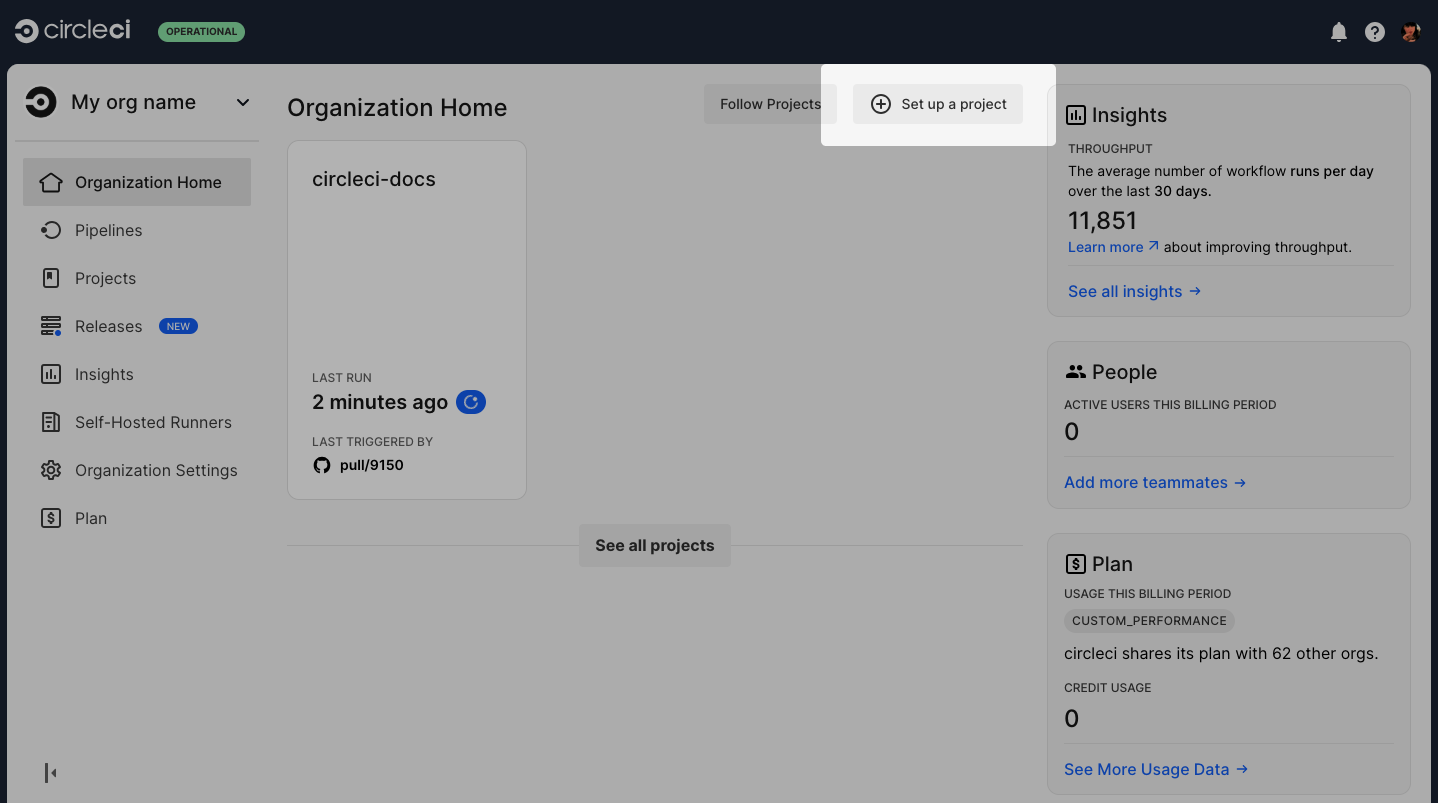 circleci
OPERATIONAL
My org name
Organization Home
Pipelines
Projects
Releases NEW
Insights
Self-Hosted Runners
Organization Settings
Plan
Organization Home
Follow Projects
Set up a project
circleci-docs
LAST RUN
2 minutes ago
LAST TRIGGERED BY
pull/9150
See all projects
Insights
THROUGHPUT
The average number of workflow runs per day
over the last 30 days.
11,851
Learn more about improving throughput.
See all insights
People
ACTIVE USERS THIS BILLING PERIOD
0
Add more teammates
Plan
USAGE THIS BILLING PERIOD
CUSTOM_PERFORMANCE
circleci shares its plan with 62 other orgs.
CREDIT USAGE
0
See More Usage Data